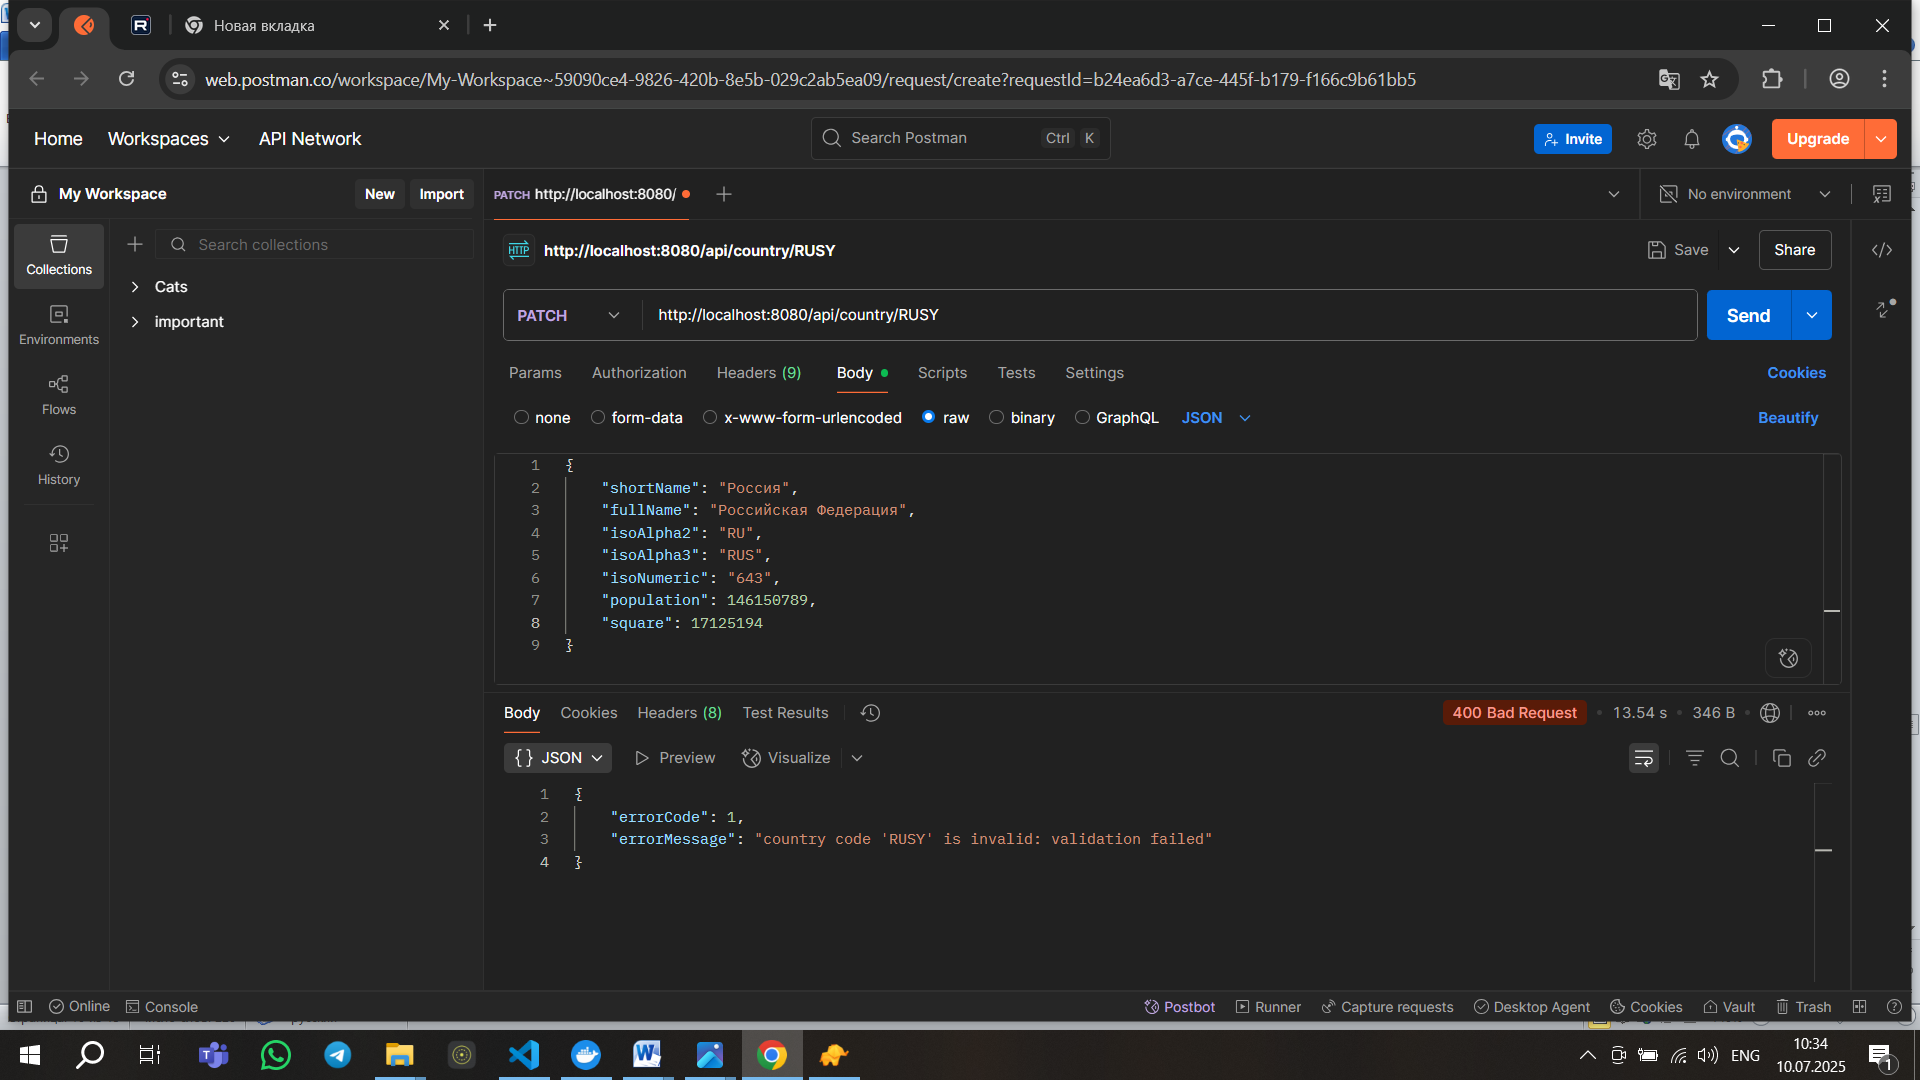 Новая вкладка
web.postman.co/workspace/My-Workspace~59090ce4-9826-420b-8e5b-029c2ab5ea09/request/create?requestId=b24ea6d3-a7ce-445f-b179-f166c9b61bb5
Home Workspaces API Network
Search Postman Ctrl K
Invite Upgrade
My Workspace New Import
PATCH http://localhost:8080/
No environment
Collections
Search collections
Cats
important
Environments
Flows
History
HTTP http://localhost:8080/api/country/RUSY
Save Share
PATCH http://localhost:8080/api/country/RUSY
Send
Params Authorization Headers (9) Body Scripts Tests Settings Cookies
none form-data x-www-form-urlencoded raw binary GraphQL JSON Beautify
1 {
2 "shortName": "Россия",
3 "fullName": "Российская Федерация",
4 "isoAlpha2": "RU",
5 "isoAlpha3": "RUS",
6 "isoNumeric": "643",
7 "population": 146150789,
8 "square": 17125194
9 }
Body Cookies Headers (8) Test Results
400 Bad Request 13.54 s 346 B
{} JSON Preview Visualize
1 {
2 "errorCode": 1,
3 "errorMessage": "country code 'RUSY' is invalid: validation failed"
4 }
Online Console
Postbot Runner Capture requests Desktop Agent Cookies Vault Trash
ENG
10:34
10.07.2025
1